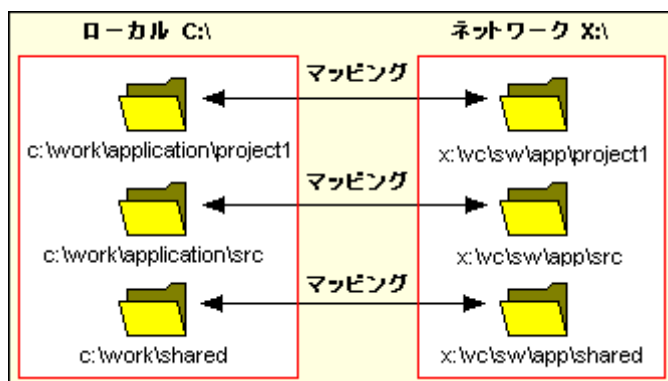 ローカル C:\
ネットワーク X:\
マッピング
c:\work\application\project1
x:\vc\sw\app\project1
マッピング
c:\work\application\src
x:\vc\sw\app\src
マッピング
c:\work\shared
x:\vc\sw\app\shared